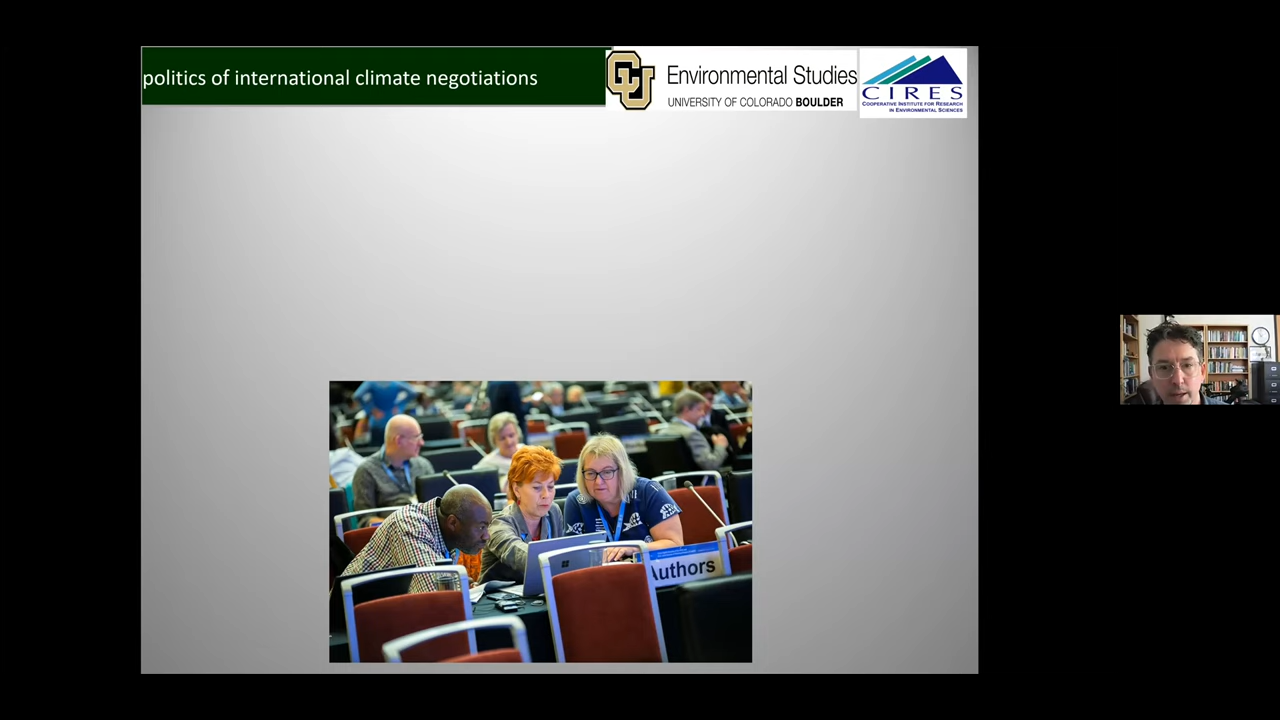 politics of international climate negotiations
CU
Environmental Studies
UNIVERSITY OF COLORADO BOULDER
CIRES
COOPERATIVE INSTITUTE FOR RESEARCH
IN ENVIRONMENTAL SCIENCES
Authors